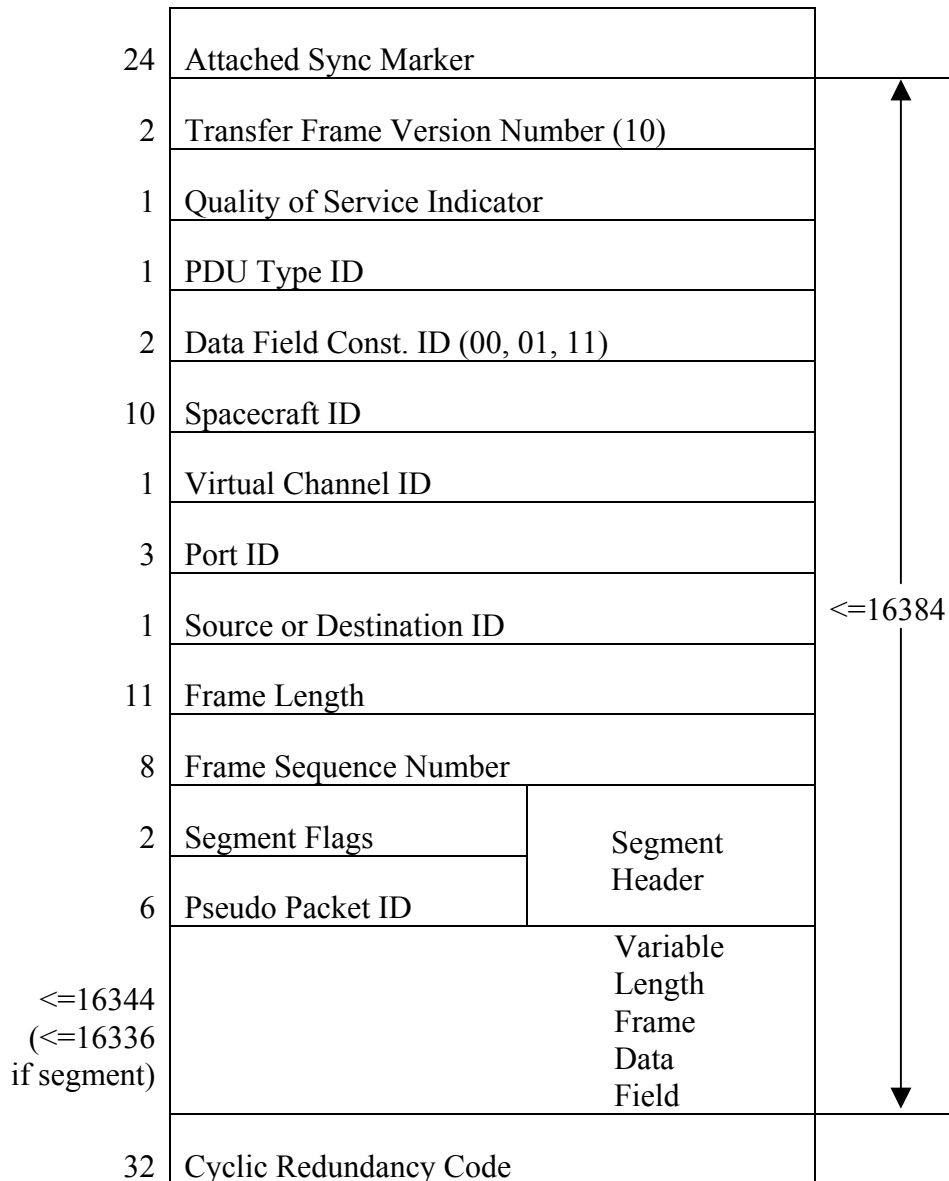 24 Attached Sync Marker
2 Transfer Frame Version Number (10)
1 Quality of Service Indicator
1 PDU Type ID
2 Data Field Const. ID (00, 01, 11)
10 Spacecraft ID
1 Virtual Channel ID
3 Port ID
1 Source or Destination ID
<=16384
11 Frame Length
8 Frame Sequence Number
2 Segment Flags
Segment
Header
6 Pseudo Packet ID
Variable
Length
Frame
Data
Field
<=16344
(<=16336
if segment)
32 Cyclic Redundancy Code